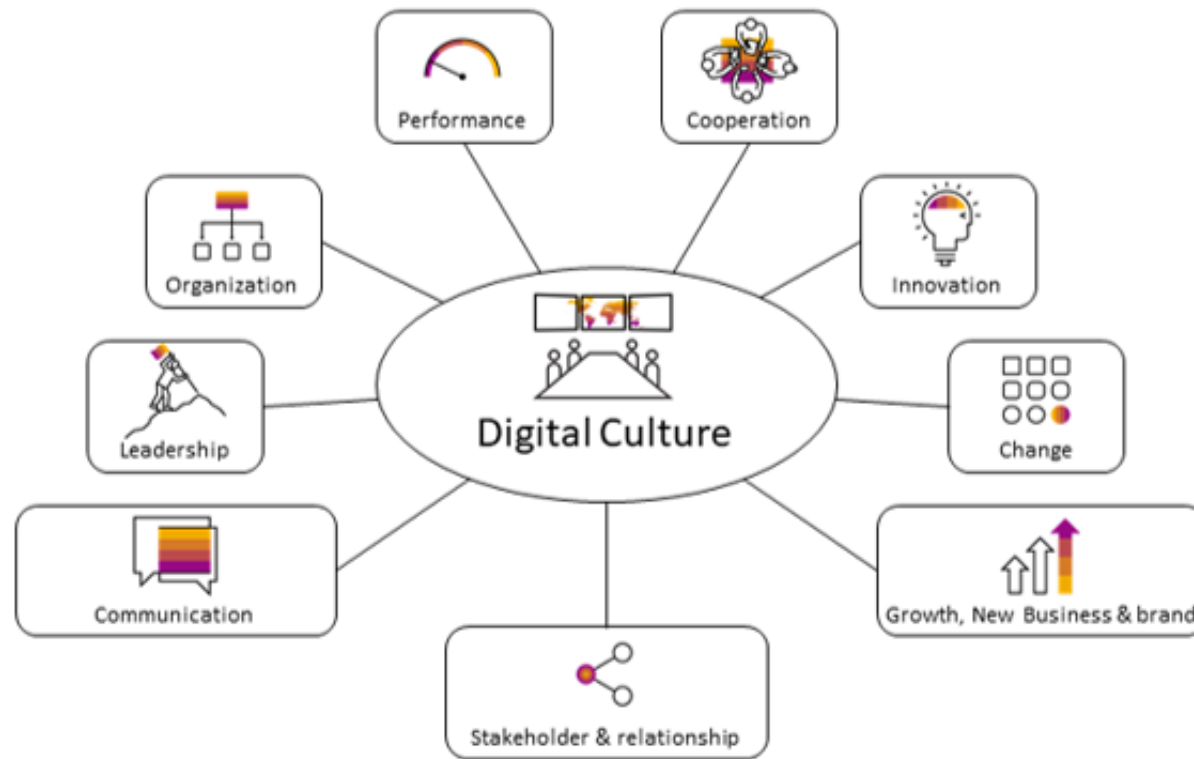 Performance
Cooperation
Organization
Innovation
Digital Culture
Leadership
Change
Communication
Growth, New Business & brand
Stakeholder & relationship